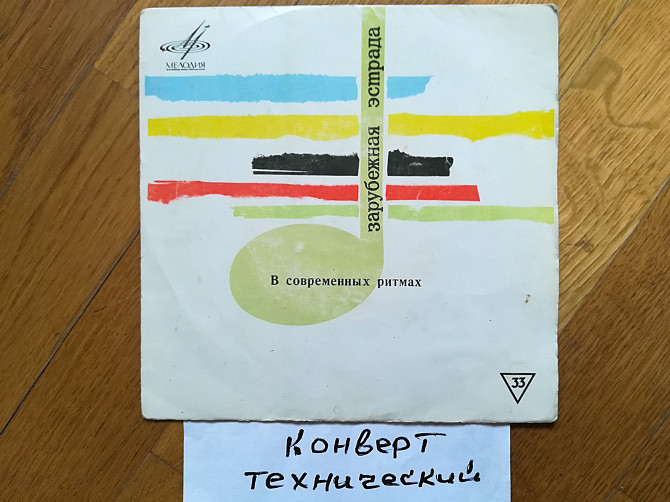 МЕЛОДИЯ
зарубежная эстрада
В современных ритмах
33
Конверт
технический